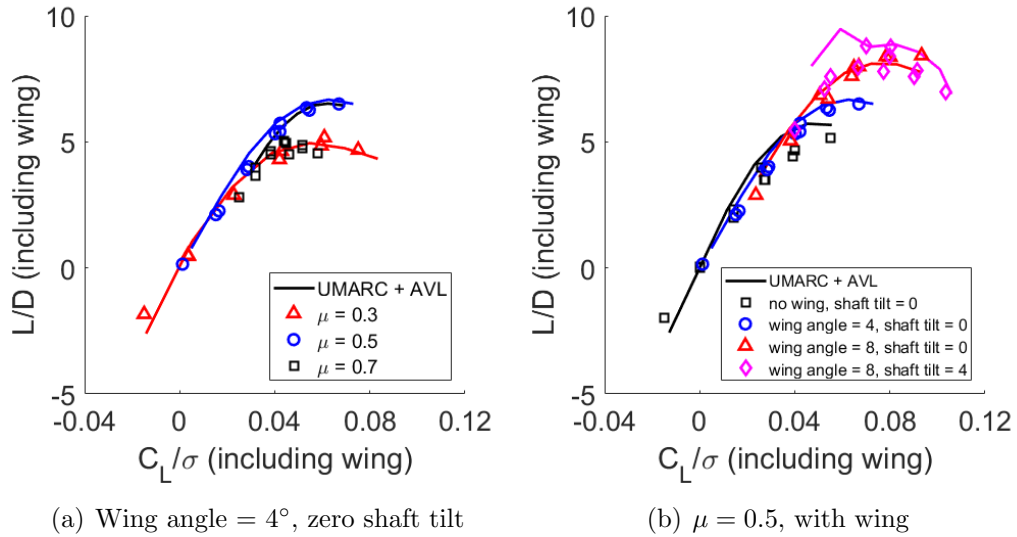 10
5
0
-5
-0.04
0
0.04
0.08
0.12
L/D (including wing)
C_L/σ (including wing)
UMARC + AVL
μ = 0.3
μ = 0.5
μ = 0.7
(a) Wing angle = 4°, zero shaft tilt
10
5
0
-5
-0.04
0
0.04
0.08
0.12
L/D (including wing)
C_L/σ (including wing)
UMARC + AVL
no wing, shaft tilt = 0
wing angle = 4, shaft tilt = 0
wing angle = 8, shaft tilt = 0
wing angle = 8, shaft tilt = 4
(b) μ = 0.5, with wing